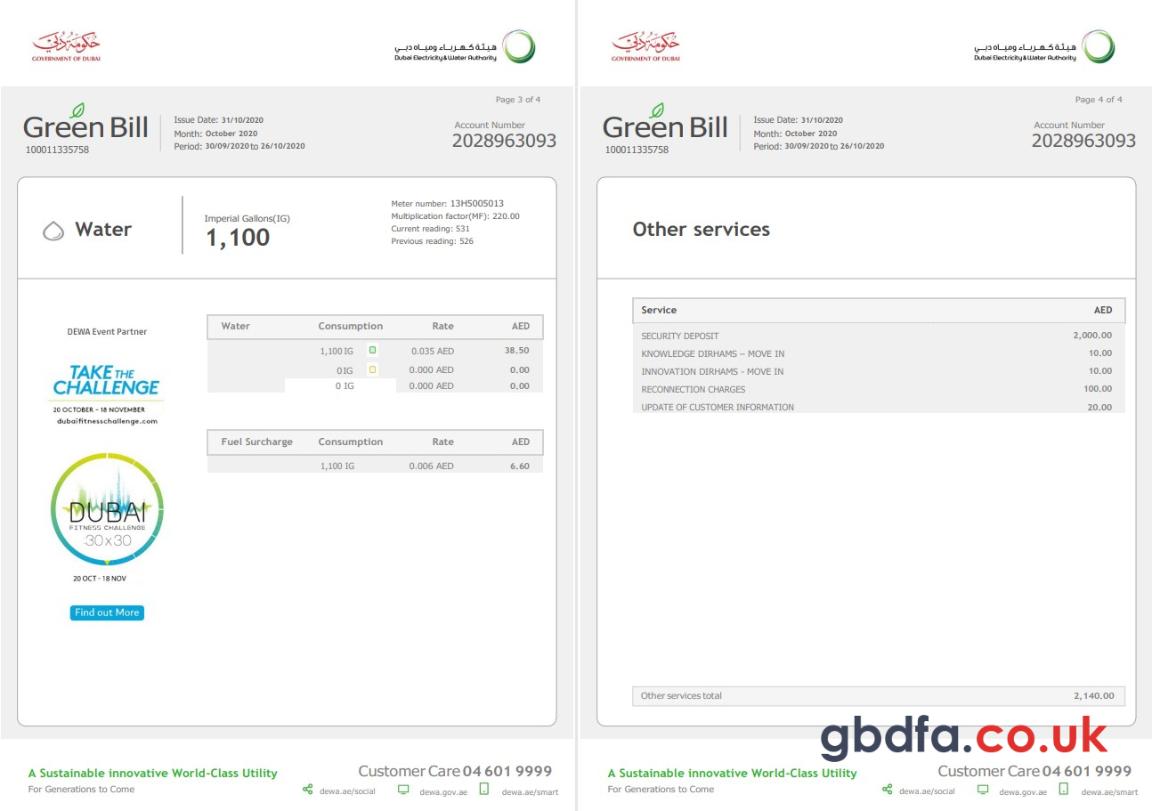 حكومة دبي
GOVERNMENT OF DUBAI
هيئة كهرباء ومياه دبي
Dubai Electricity&Water Authority
Page 3 of 4
Green Bill
100011335758
Issue Date: 31/10/2020
Month: October 2020
Period: 30/09/2020 to 26/10/2020
Account Number
2028963093
Water
Imperial Gallons(IG)
1,100
Meter number: 13H5005013
Multiplication factor(MF): 220.00
Current reading: 531
Previous reading: 526
DEWA Event Partner
TAKE THE
CHALLENGE
20 OCTOBER - 18 NOVEMBER
dubaifitnesschallenge.com
DUBAI
FITNESS CHALLENGE
30x30
20 OCT - 18 NOV
Find out More
Water Consumption Rate AED
1,100 IG 0.035 AED 38.50
0 IG 0.000 AED 0.00
0 IG 0.000 AED 0.00
Fuel Surcharge Consumption Rate AED
1,100 IG 0.006 AED 6.60
A Sustainable innovative World-Class Utility
For Generations to Come
Customer Care 04 601 9999
dewa.ae/social dewa.gov.ae dewa.ae/smart
حكومة دبي
GOVERNMENT OF DUBAI
هيئة كهرباء ومياه دبي
Dubai Electricity&Water Authority
Page 4 of 4
Green Bill
100011335758
Issue Date: 31/10/2020
Month: October 2020
Period: 30/09/2020 to 26/10/2020
Account Number
2028963093
Other services
Service AED
SECURITY DEPOSIT 2,000.00
KNOWLEDGE DIRHAMS – MOVE IN 10.00
INNOVATION DIRHAMS - MOVE IN 10.00
RECONNECTION CHARGES 100.00
UPDATE OF CUSTOMER INFORMATION 20.00
Other services total 2,140.00
gbdfa.co.uk
A Sustainable innovative World-Class Utility
For Generations to Come
Customer Care 04 601 9999
dewa.ae/social dewa.gov.ae dewa.ae/smart